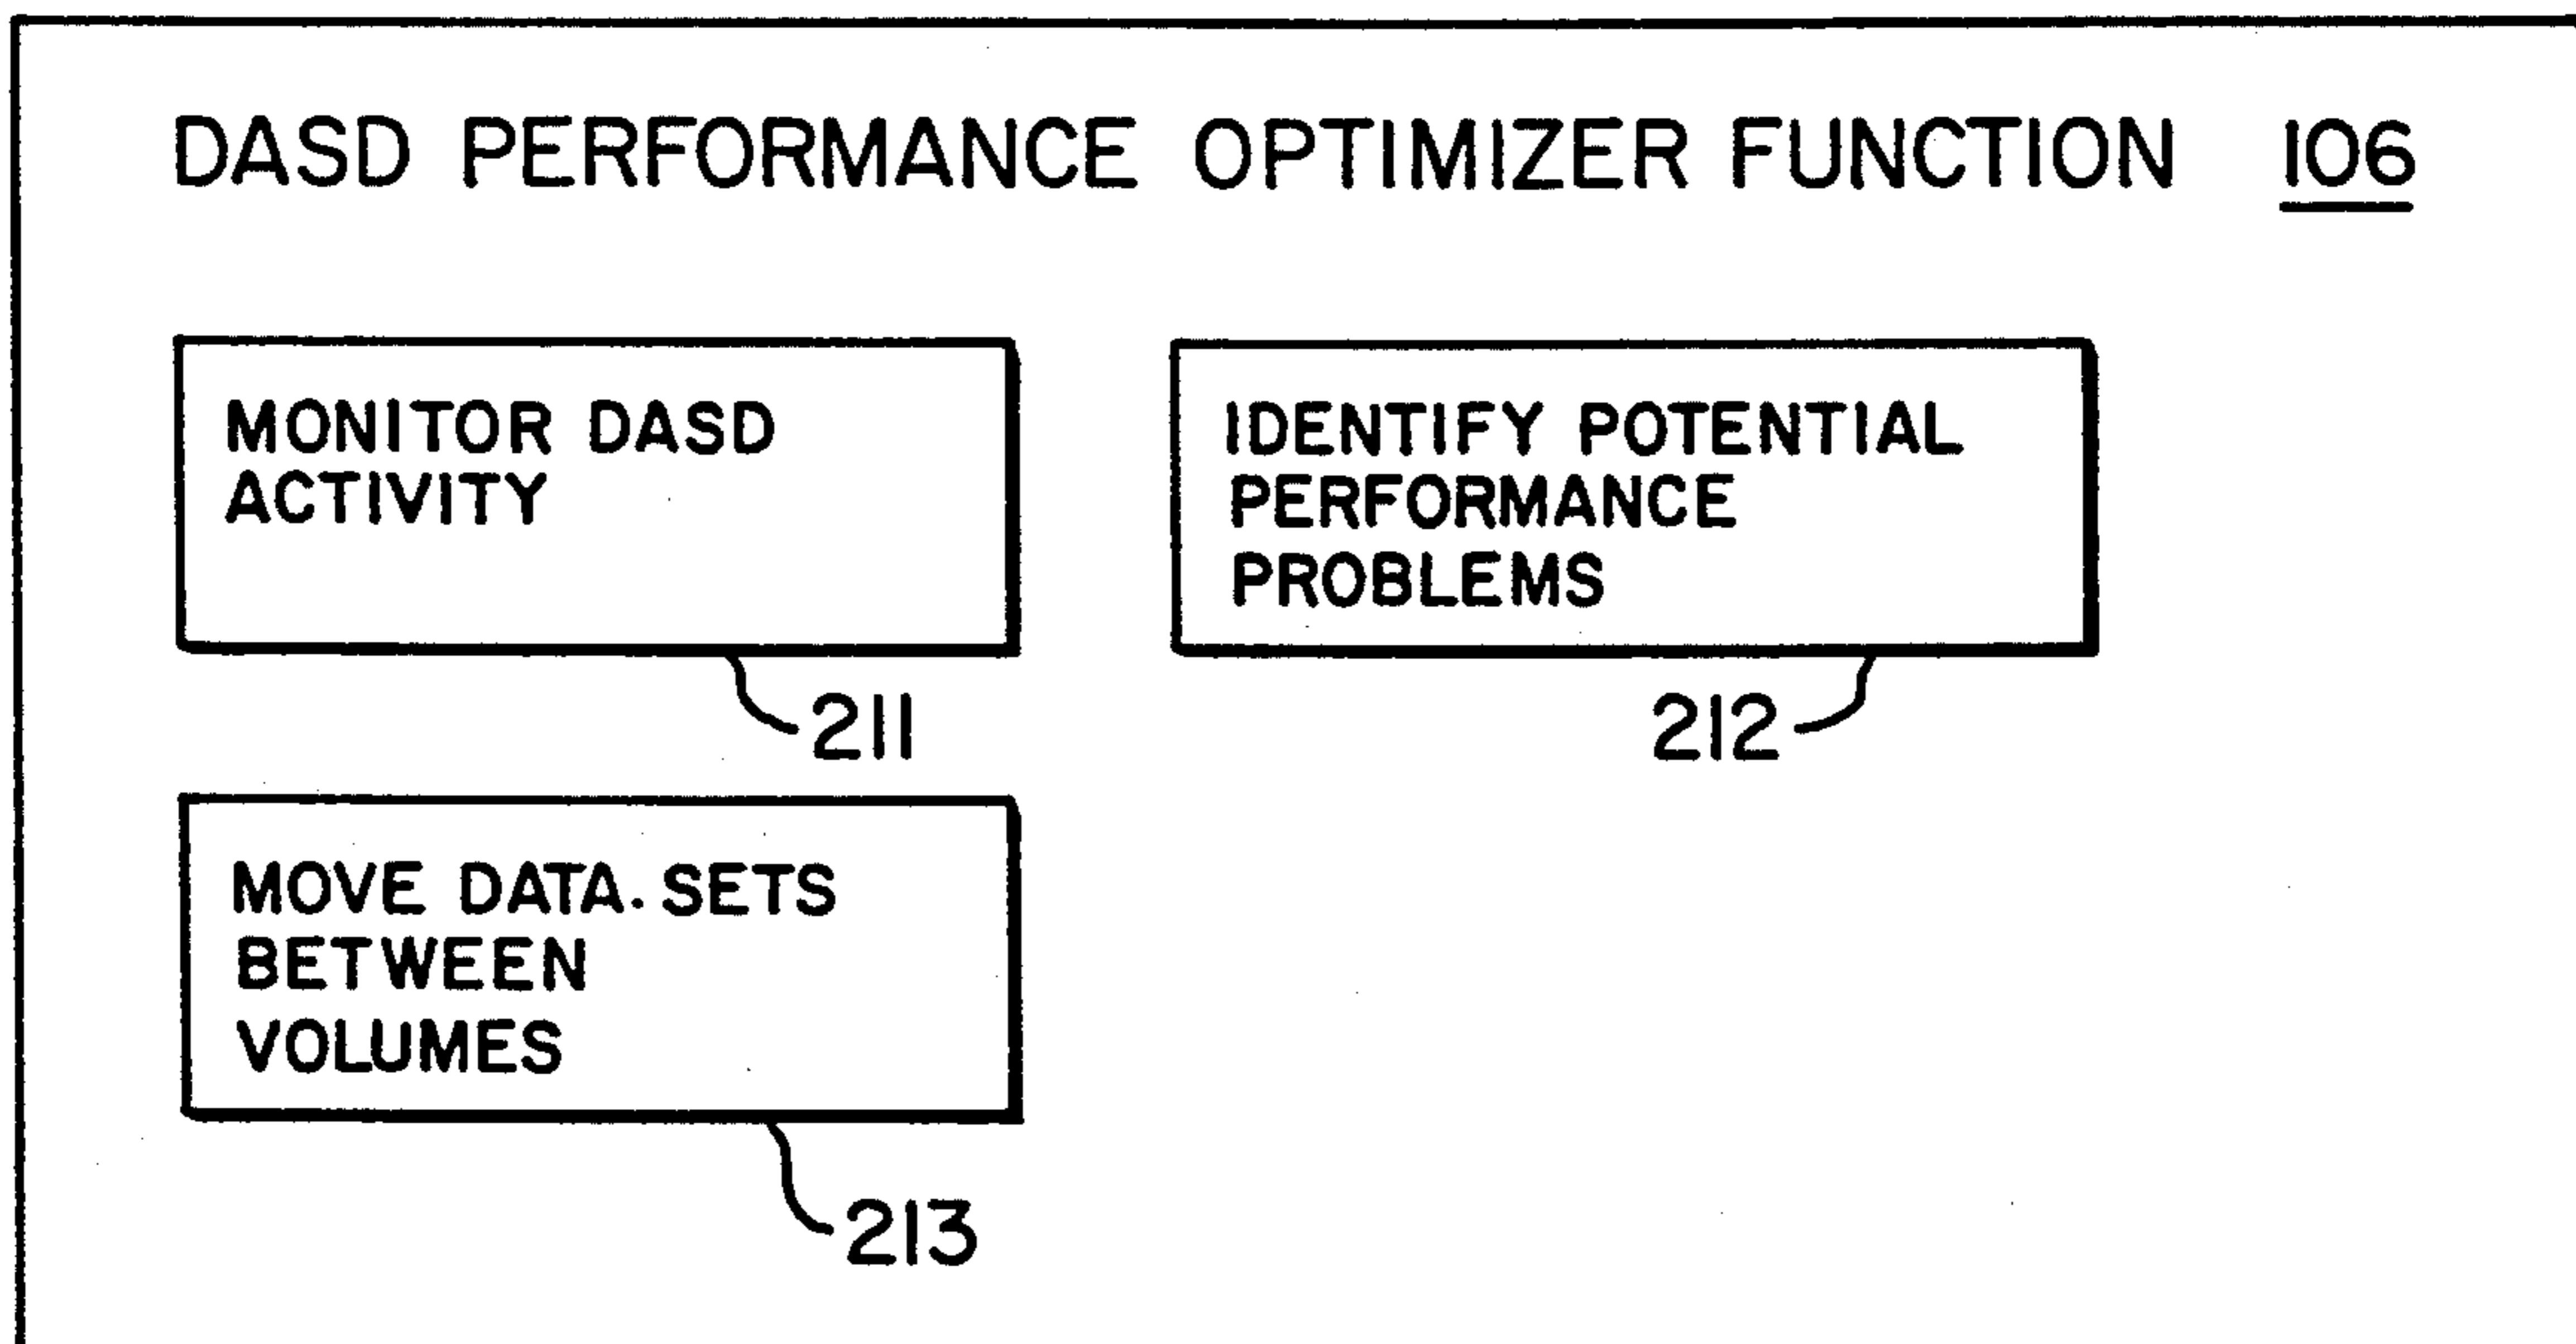 DASD PERFORMANCE OPTIMIZER FUNCTION 106
MONITOR DASD
ACTIVITY
211
IDENTIFY POTENTIAL
PERFORMANCE
PROBLEMS
212
MOVE DATA SETS
BETWEEN
VOLUMES
213